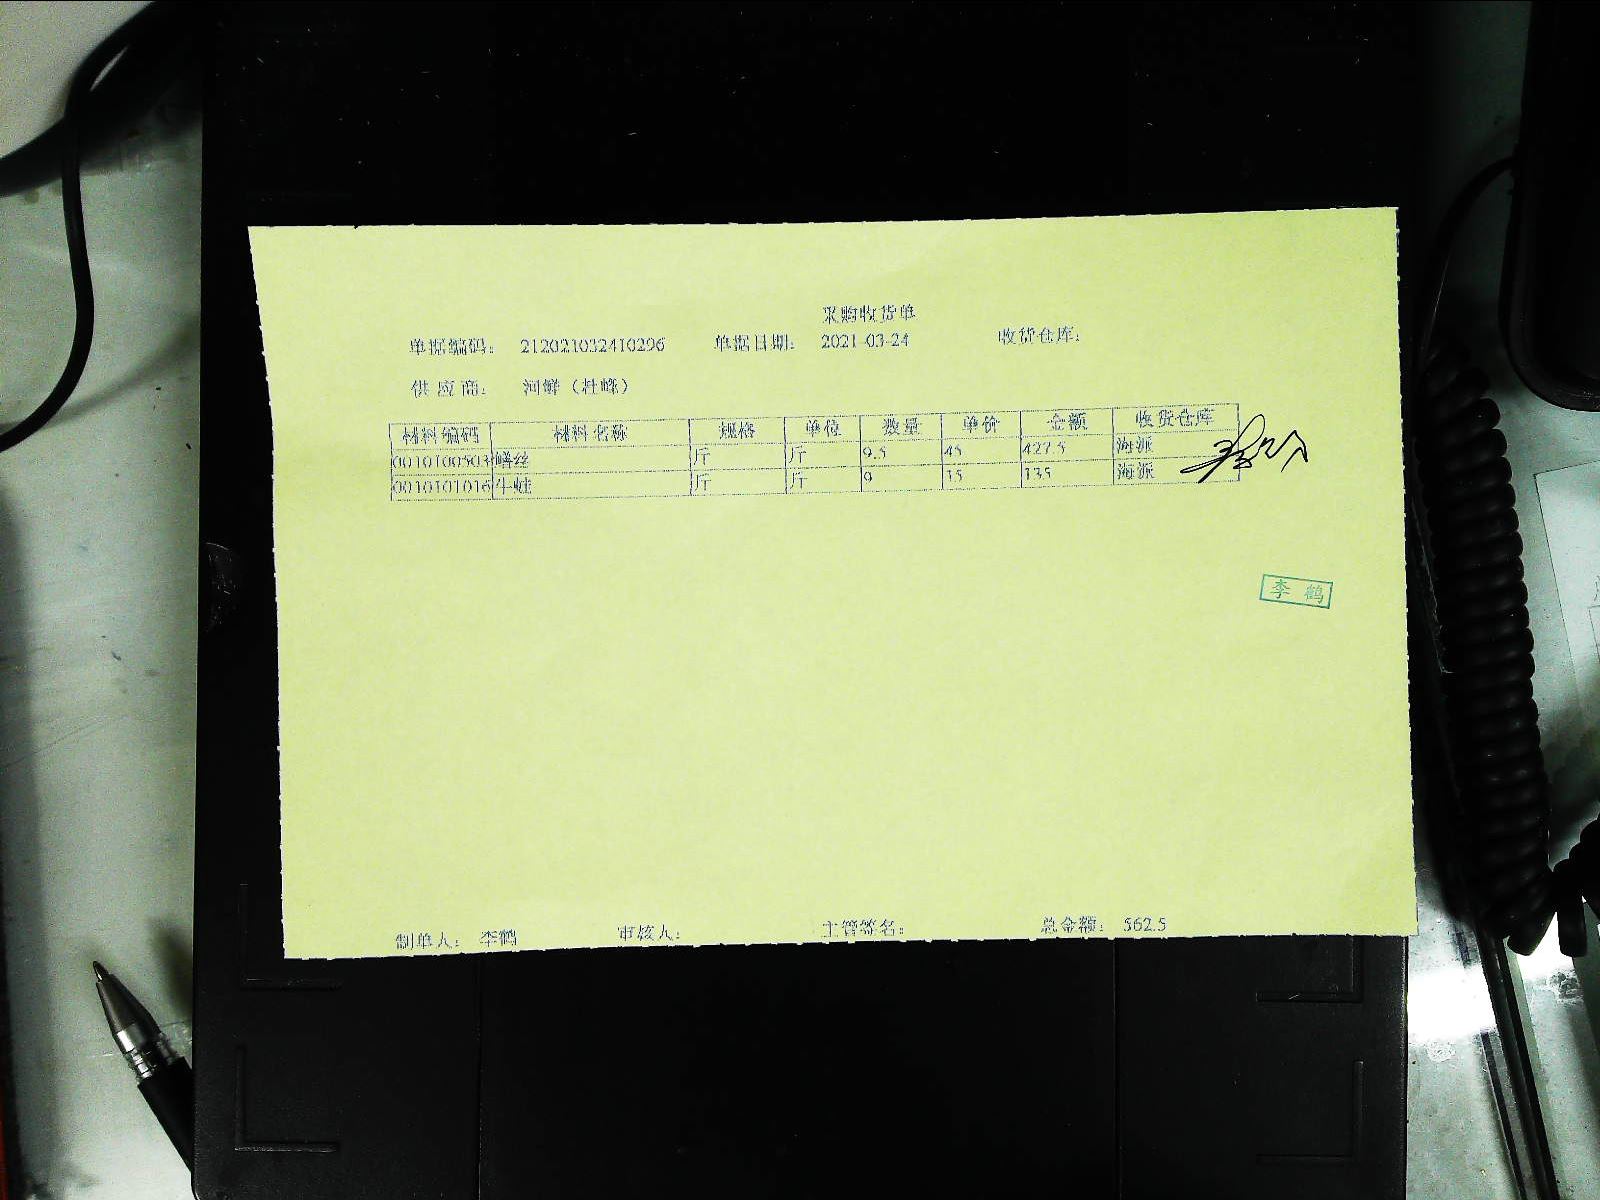 采购收货单
单据编码： 212021032410296 单据日期： 2021-03-24 收货仓库：
供应商： 河鲜（杜峰）
材料编码 材料名称 规格 单位 数量 单价 金额 收货仓库
0010100503 螺丝 斤 斤 9.5 45 427.5 海派
0010101016 牛蛙 斤 斤 9 15 135 海派
李 鹤
制单人： 李鹤 审核人： 主管签名： 总金额： 562.5